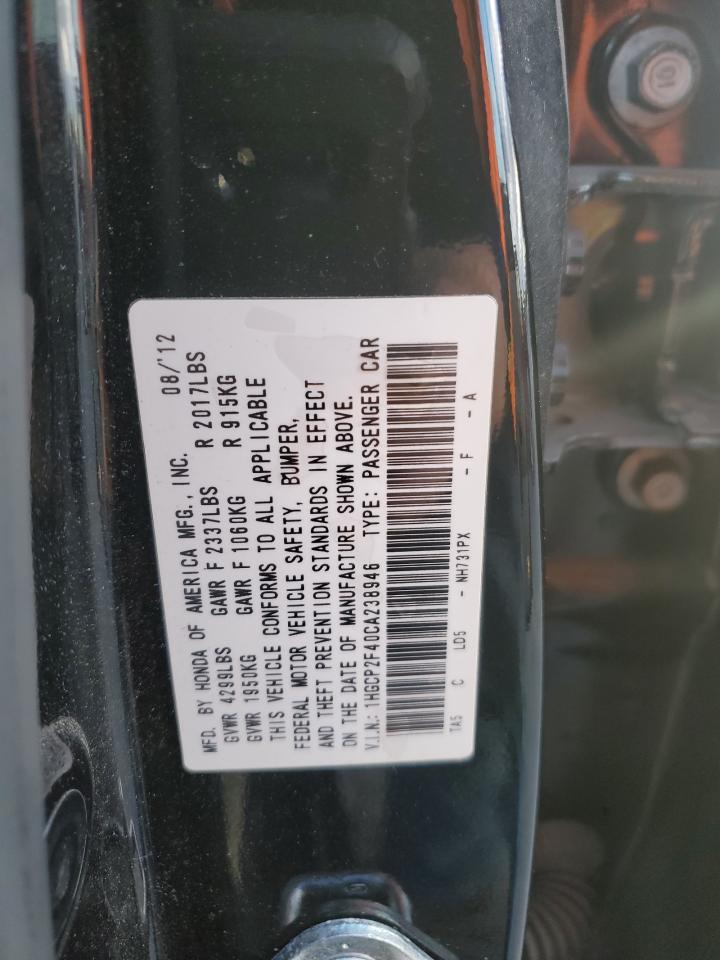 MFD. BY HONDA OF AMERICA MFG., INC. 08/'12
GVWR 4299LBS GAWR F 2337LBS R 2017LBS
GVWR 1950KG GAWR F 1060KG R 915KG
THIS VEHICLE CONFORMS TO ALL APPLICABLE
FEDERAL MOTOR VEHICLE SAFETY, BUMPER,
AND THEFT PREVENTION STANDARDS IN EFFECT
ON THE DATE OF MANUFACTURE SHOWN ABOVE.
V.I.N.: 1HGCP2F40CA238946 TYPE: PASSENGER CAR
TA5 C LD5 - NH731PX - F - A